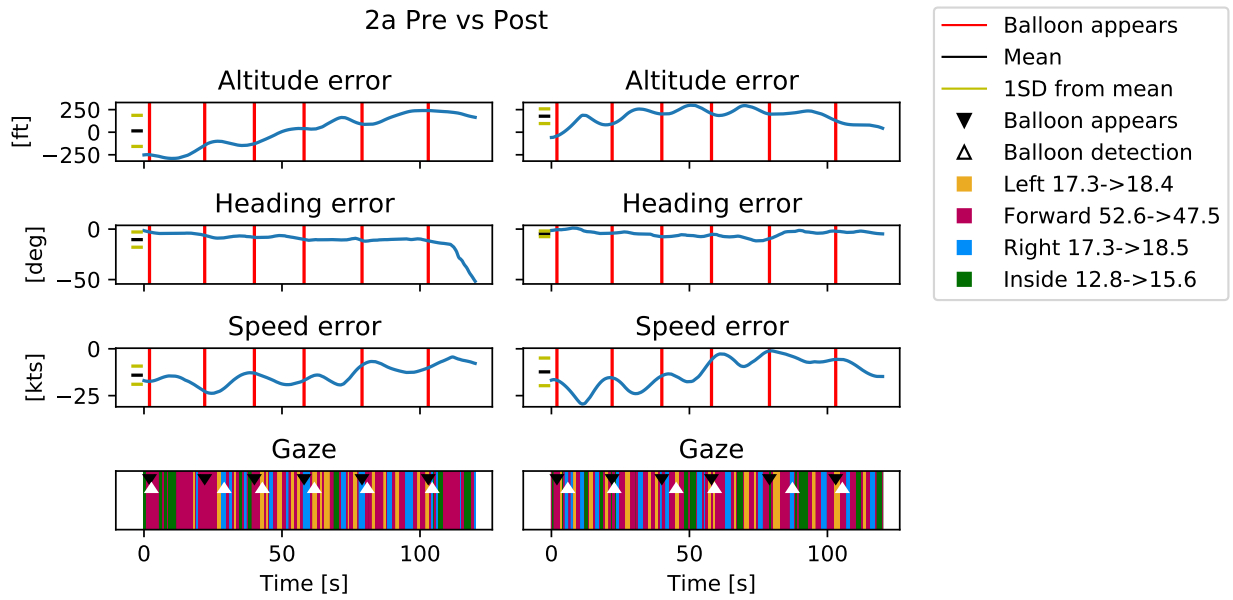 2a Pre vs Post
Altitude error
Altitude error
[ft]
250
0
−250
Heading error
Heading error
[deg]
0
−50
Speed error
Speed error
[kts]
0
−25
Gaze
Gaze
0
50
100
0
50
100
Time [s]
Time [s]
Balloon appears
Mean
1SD from mean
Balloon appears
Balloon detection
Left 17.3->18.4
Forward 52.6->47.5
Right 17.3->18.5
Inside 12.8->15.6